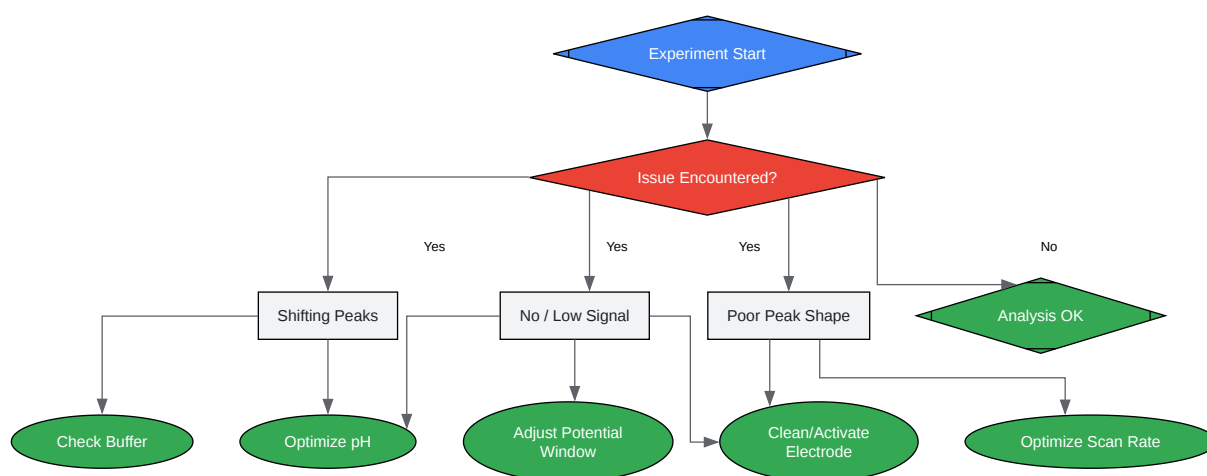 Experiment Start
Issue Encountered?
Yes
Yes
Yes
No
Shifting Peaks
No / Low Signal
Poor Peak Shape
Analysis OK
Check Buffer
Optimize pH
Adjust Potential
Window
Clean/Activate
Electrode
Optimize Scan Rate